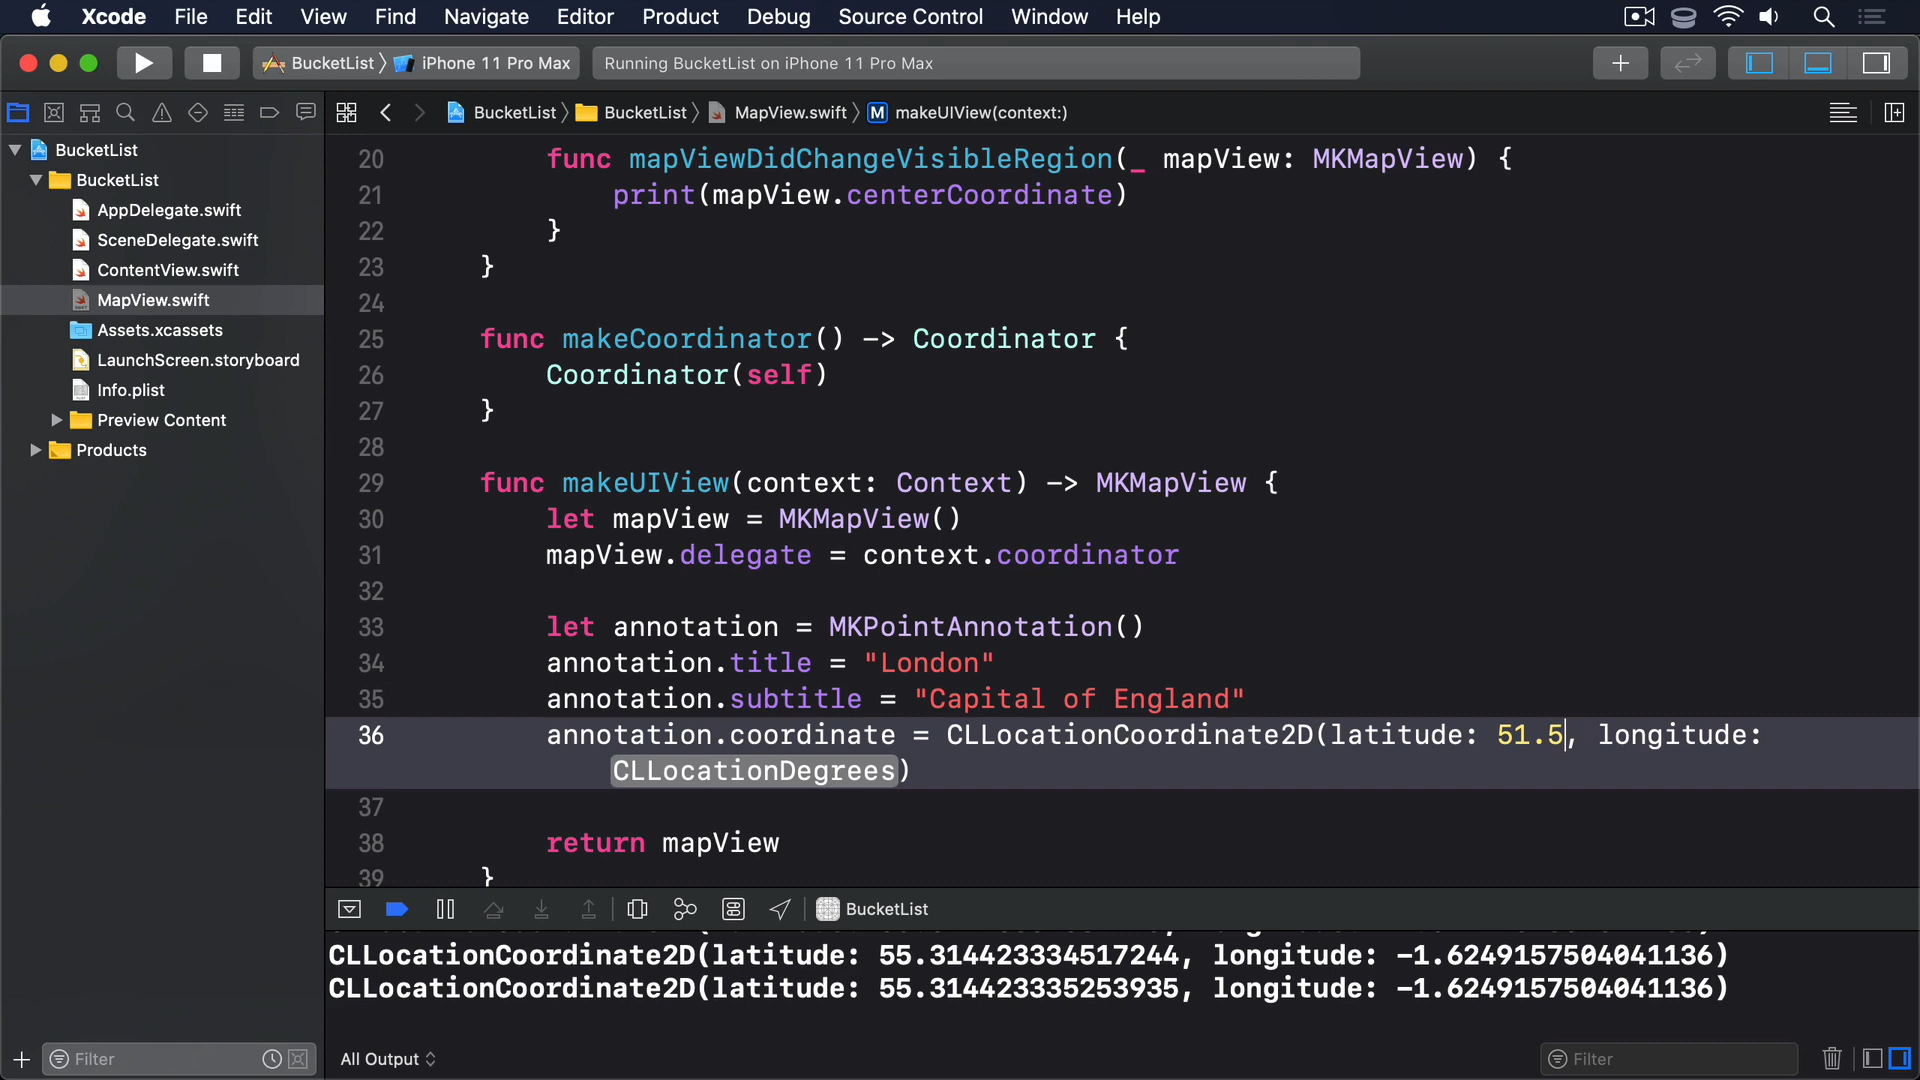 Xcode File Edit View Find Navigate Editor Product Debug Source Control Window Help
BucketList iPhone 11 Pro Max Running BucketList on iPhone 11 Pro Max
BucketList BucketList MapView.swift M makeUIView(context:)
BucketList
BucketList
AppDelegate.swift
SceneDelegate.swift
ContentView.swift
MapView.swift
Assets.xcassets
LaunchScreen.storyboard
Info.plist
Preview Content
Products
20 func mapViewDidChangeVisibleRegion(_ mapView: MKMapView) {
21 print(mapView.centerCoordinate)
22 }
23 }
24
25 func makeCoordinator() -> Coordinator {
26 Coordinator(self)
27 }
28
29 func makeUIView(context: Context) -> MKMapView {
30 let mapView = MKMapView()
31 mapView.delegate = context.coordinator
32
33 let annotation = MKPointAnnotation()
34 annotation.title = "London"
35 annotation.subtitle = "Capital of England"
36 annotation.coordinate = CLLocationCoordinate2D(latitude: 51.5, longitude:
CLLocationDegrees)
37
38 return mapView
39 }
BucketList
CLLocationCoordinate2D(latitude: 55.314423334517244, longitude: -1.6249157504041136)
CLLocationCoordinate2D(latitude: 55.314423335253935, longitude: -1.6249157504041136)
Filter
All Output
Filter